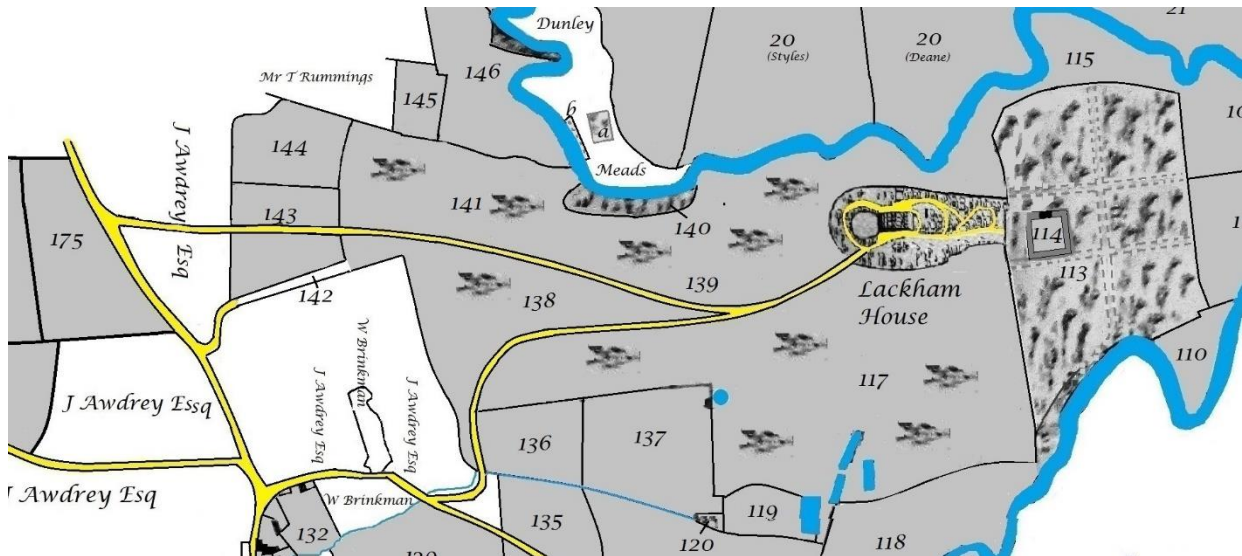 Dunley
21
20
(Styles)
20
(Deane)
115
146
Mr T Rummings
145
b
a
144
J Awdrey Esq
Meads
141
143
140
175
114
142
139
138
113
Lackham
House
W Brinkman
110
117
J Awdrey Esq
J Awdrey Essq
J Awdrey Esq
136
137
J Awdrey Esq
W Brinkman
119
132
135
120
118